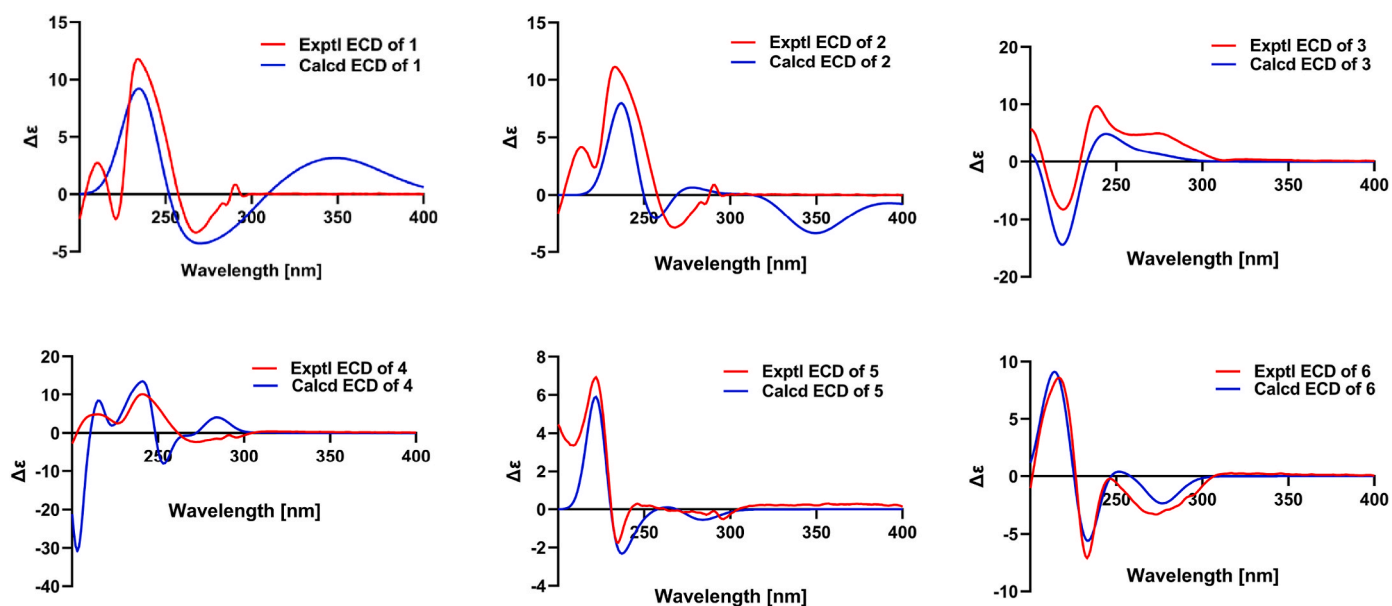 15
10
5
0
-5
Δε
Exptl ECD of 1
Calcd ECD of 1
250
300
350
400
Wavelength [nm]
15
10
5
0
-5
Δε
Exptl ECD of 2
Calcd ECD of 2
250
300
350
400
Wavelength [nm]
20
10
0
-10
-20
Δε
Exptl ECD of 3
Calcd ECD of 3
250
300
350
400
Wavelength [nm]
20
10
0
-10
-20
-30
-40
Δε
Exptl ECD of 4
Calcd ECD of 4
250
300
350
400
Wavelength [nm]
8
6
4
2
0
-2
-4
Δε
Exptl ECD of 5
Calcd ECD of 5
250
300
350
400
Wavelength [nm]
10
5
0
-5
-10
Δε
Exptl ECD of 6
Calcd ECD of 6
250
300
350
400
Wavelength [nm]